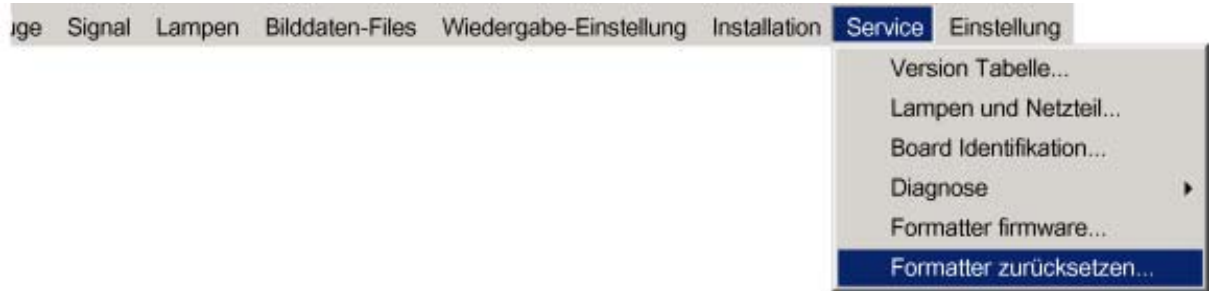 Signal Lampen Bilddaten-Files Wiedergabe-Einstellung Installation Service Einstellung
Version Tabelle...
Lampen und Netzteil...
Board Identifikation...
Diagnose
Formatter firmware...
Formatter zurücksetzen...